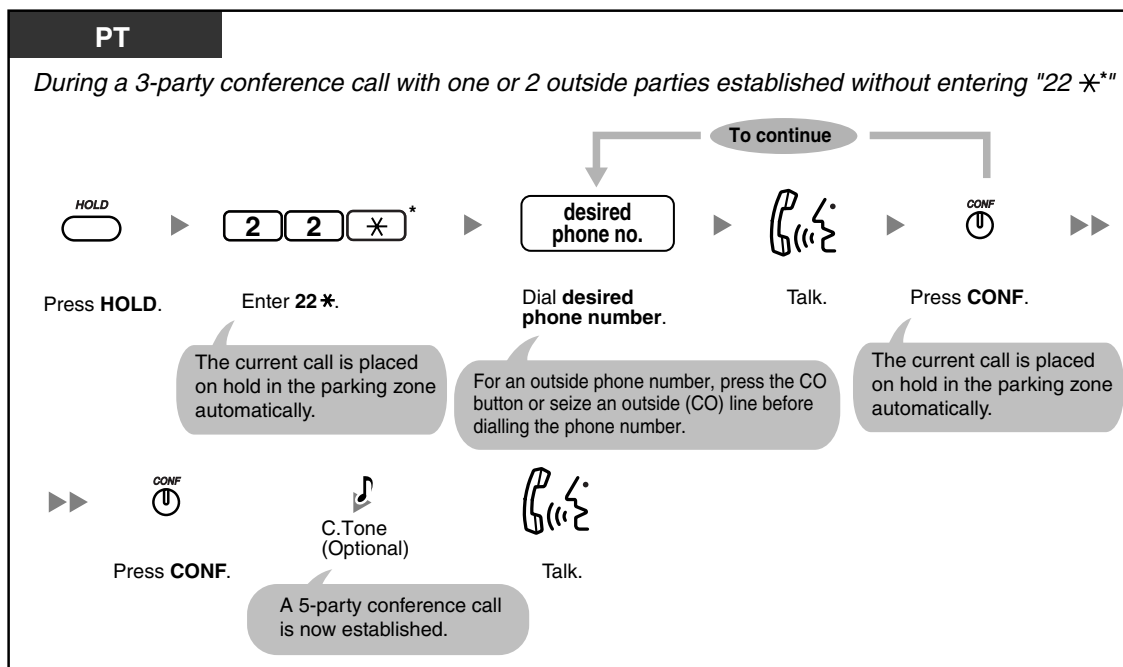 PT
During a 3-party conference call with one or 2 outside parties established without entering "22 ✳*"
To continue
HOLD
2 2 ✳ *
desired
phone no.
CONF
Press HOLD.
Enter 22 ✳.
Dial desired
phone number.
Talk.
Press CONF.
The current call is placed
on hold in the parking zone
automatically.
For an outside phone number, press the CO
button or seize an outside (CO) line before
dialling the phone number.
The current call is placed
on hold in the parking zone
automatically.
CONF
C.Tone
(Optional)
Press CONF.
Talk.
A 5-party conference call
is now established.